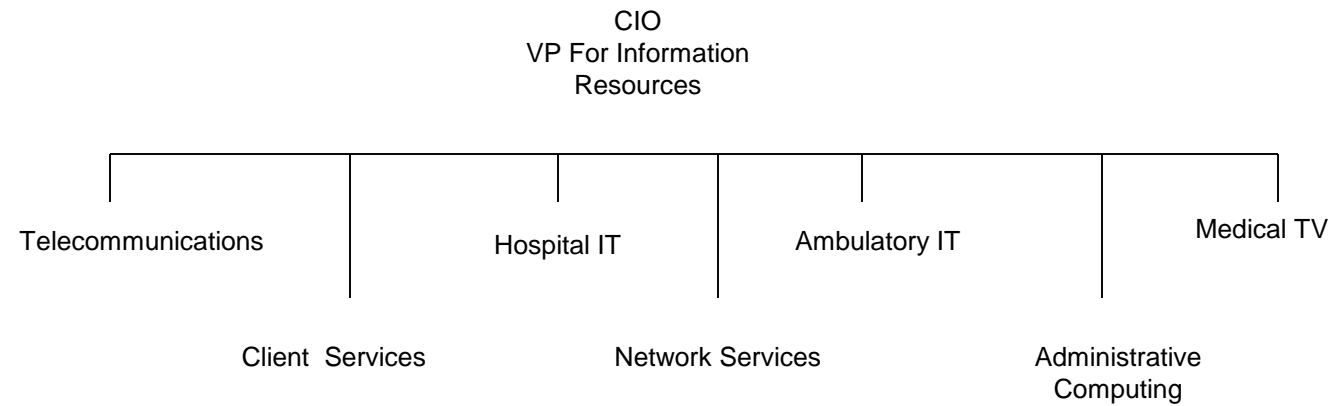 CIO
VP For Information
Resources
Telecommunications
Hospital IT
Ambulatory IT
Medical TV
Client  Services
Network Services
Administrative
Computing